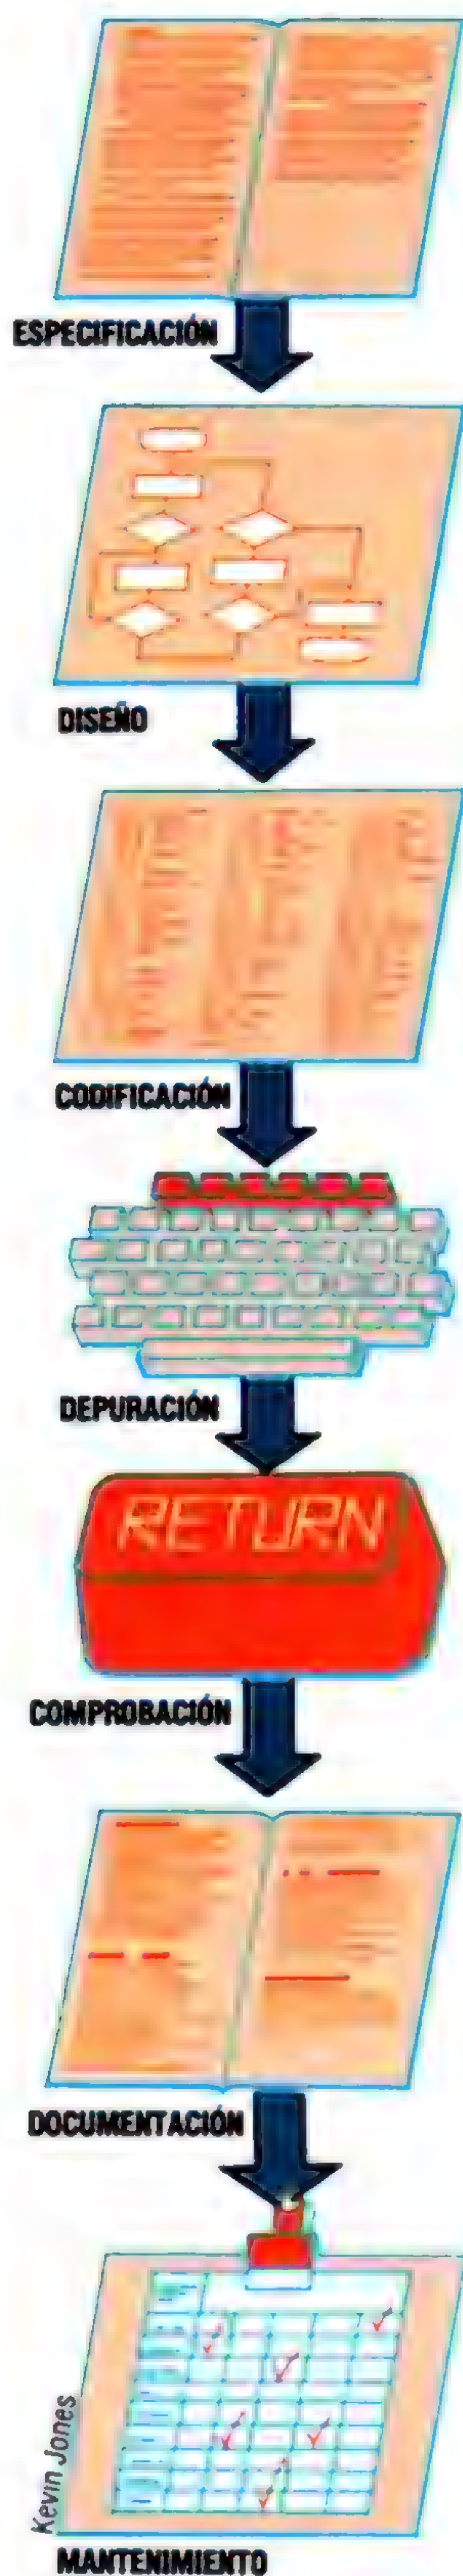 ESPECIFICACIÓN
DISEÑO
CODIFICACIÓN
DEPURACIÓN
RETURN
COMPROBACIÓN
DOCUMENTACIÓN
Kevin Jones
MANTENIMIENTO